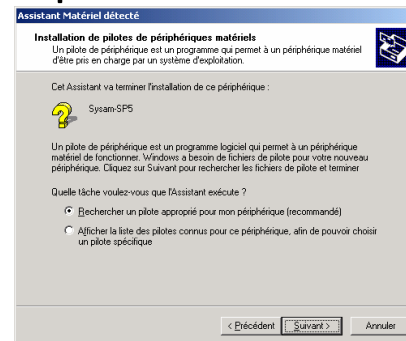 Assistant Matériel détecté
Installation de pilotes de périphériques matériels
Un pilote de périphérique est un programme qui permet à un périphérique matériel
d'être pris en charge par un système d'exploitation.
Cet Assistant va terminer l'installation de ce périphérique :
Sysam-SP5
Un pilote de périphérique est un programme logiciel qui permet à un périphérique
matériel de fonctionner. Windows a besoin de fichiers de pilote pour votre nouveau
périphérique. Cliquez sur Suivant pour rechercher les fichiers de pilote et terminer
Quelle tâche voulez-vous que l'Assistant exécute ?
Rechercher un pilote approprié pour mon périphérique (recommandé)
Afficher la liste des pilotes connus pour ce périphérique, afin de pouvoir choisir
un pilote spécifique
< Précédent Suivant > Annuler